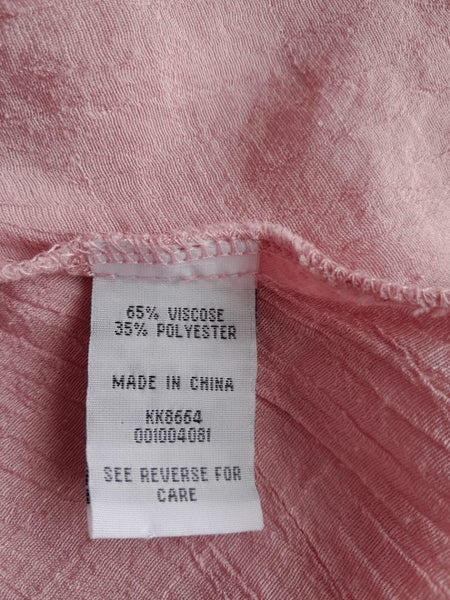 65% VISCOSE
35% POLYESTER
MADE IN CHINA
KK8664
001004081
SEE REVERSE FOR
CARE